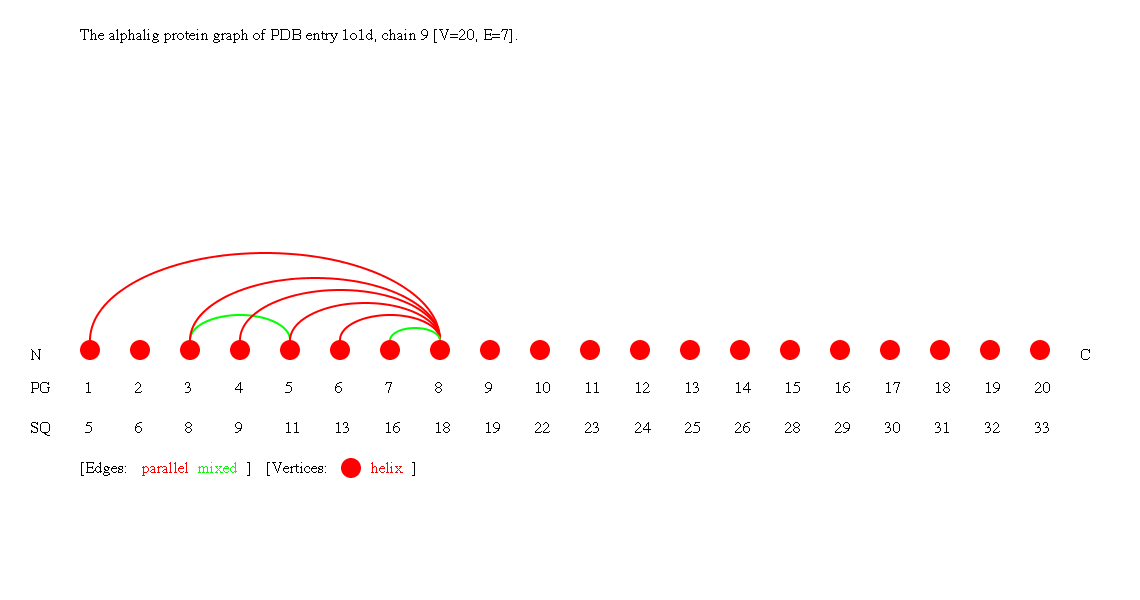 The alphalig protein graph of PDB entry 1o1d, chain 9 [V=20, E=7].
N C
PG 1 2 3 4 5 6 7 8 9 10 11 12 13 14 15 16 17 18 19 20
SQ 5 6 8 9 11 13 16 18 19 22 23 24 25 26 28 29 30 31 32 33
[Edges: parallel mixed ] [Vertices: helix ]